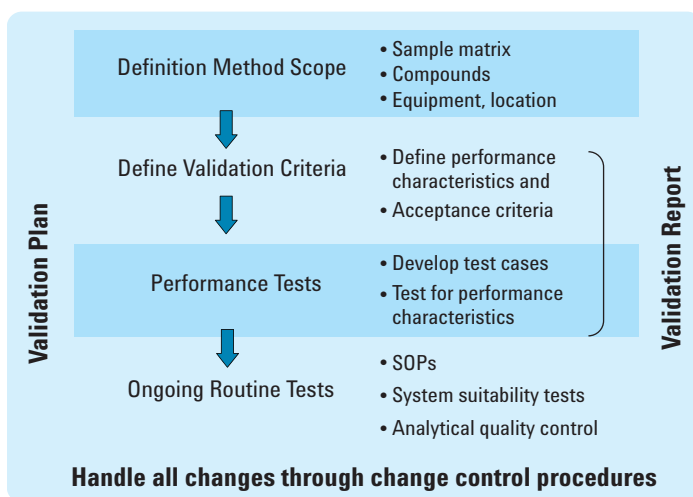 Definition Method Scope
• Sample matrix
• Compounds
• Equipment, location
Define Validation Criteria
• Define performance
characteristics and
• Acceptance criteria
Performance Tests
• Develop test cases
• Test for performance
characteristics
Ongoing Routine Tests
• SOPs
• System suitability tests
• Analytical quality control
Validation Plan
Validation Report
Handle all changes through change control procedures